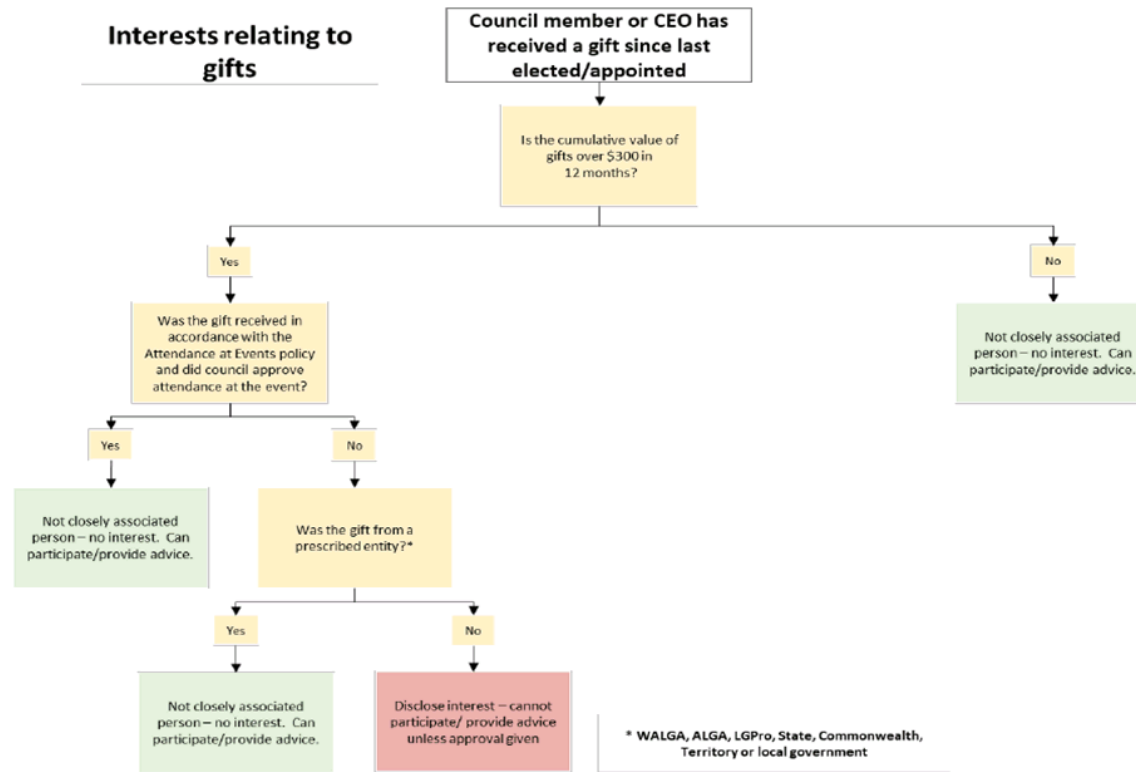 Interests relating to
gifts
Council member or CEO has
received a gift since last
elected/appointed
Is the cumulative value of
gifts over $300 in
12 months?
Yes
No
Was the gift received in
accordance with the
Attendance at Events policy
and did council approve
attendance at the event?
Not closely associated
person – no interest. Can
participate/provide advice.
Yes
No
Not closely associated
person – no interest. Can
participate/provide advice.
Was the gift from a
prescribed entity?*
Yes
No
Not closely associated
person – no interest. Can
participate/provide advice.
Disclose interest – cannot
participate/ provide advice
unless approval given
* WALGA, ALGA, LGPro, State, Commonwealth,
Territory or local government